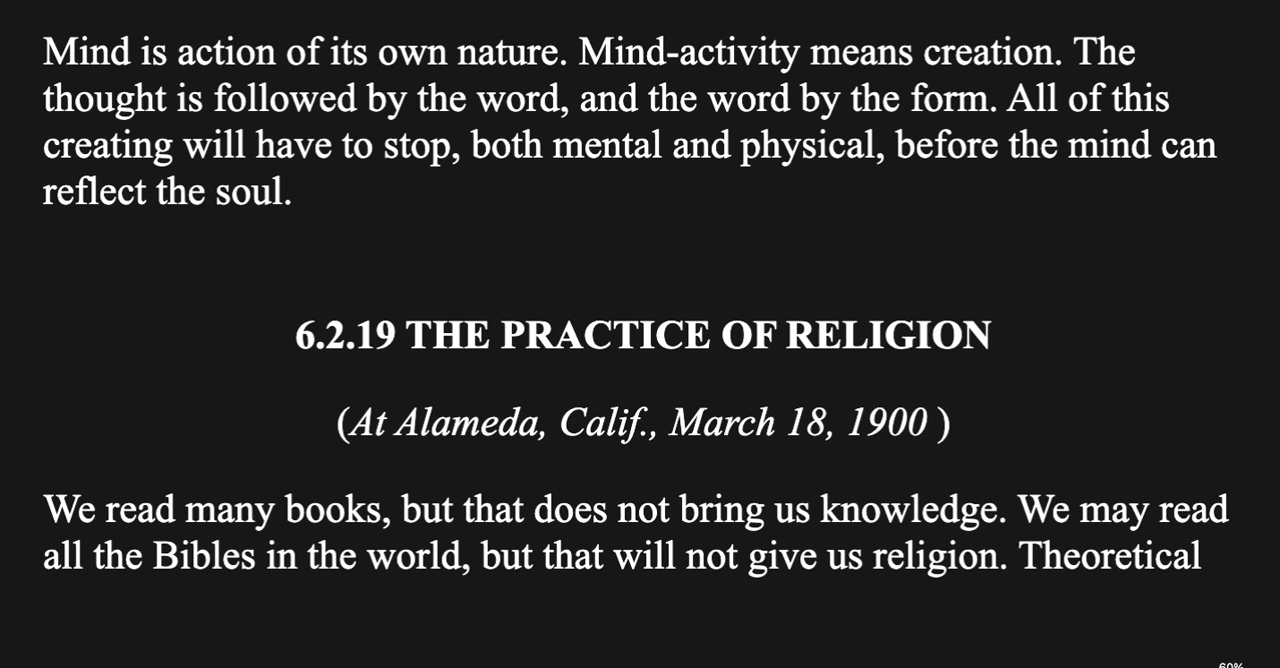 Mind is action of its own nature. Mind-activity means creation. The
thought is followed by the word, and the word by the form. All of this
creating will have to stop, both mental and physical, before the mind can
reflect the soul.
6.2.19 THE PRACTICE OF RELIGION
(At Alameda, Calif., March 18, 1900 )
We read many books, but that does not bring us knowledge. We may read
all the Bibles in the world, but that will not give us religion. Theoretical
60%